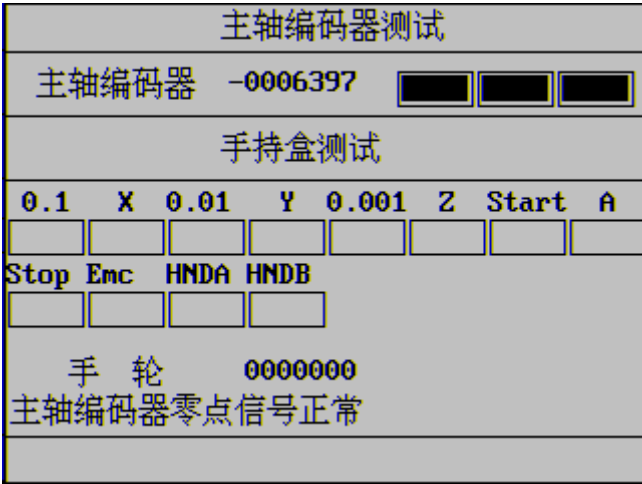 主轴编码器测试
主轴编码器 -0006397
手持盒测试
0.1 X 0.01 Y 0.001 Z Start A
Stop Emc HNDA HNDB
手 轮 0000000
主轴编码器零点信号正常